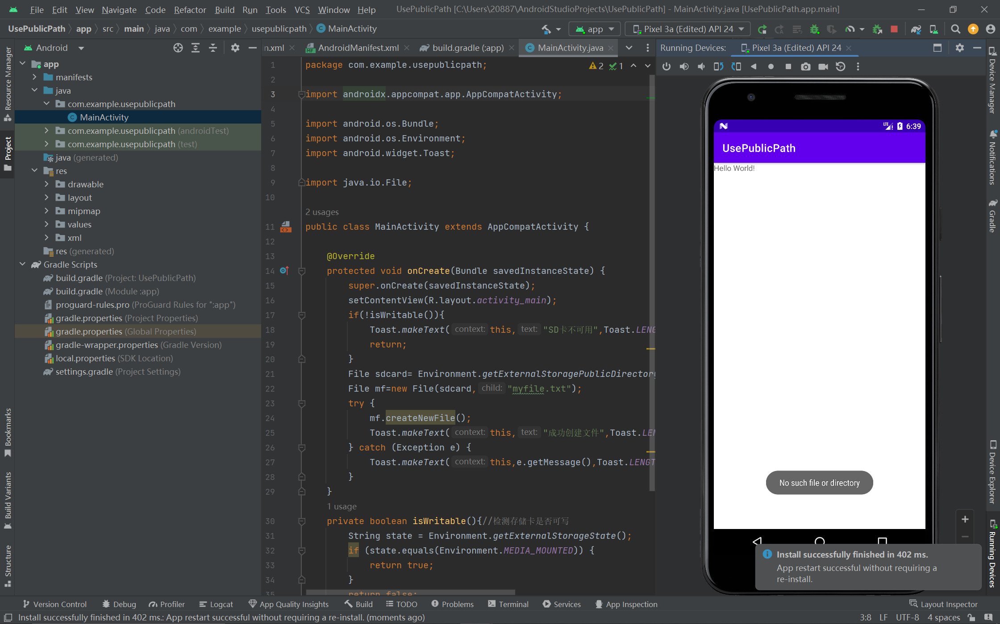 File Edit View Navigate Code Refactor Build Run Tools VCS Window Help UsePublicPath [C:\Users\20887\AndroidStudioProjects\UsePublicPath] - MainActivity.java [UsePublicPath.app.main]
UsePublicPath app src main java com example usepublicpath MainActivity app Pixel 3a (Edited) API 24
Resource Manager
Project
Bookmarks
Build Variants
Structure
Android
app
manifests
java
com.example.usepublicpath
MainActivity
com.example.usepublicpath (androidTest)
com.example.usepublicpath (test)
java (generated)
res
drawable
layout
mipmap
values
xml
res (generated)
Gradle Scripts
build.gradle (Project: UsePublicPath)
build.gradle (Module :app)
proguard-rules.pro (ProGuard Rules for ":app")
gradle.properties (Project Properties)
gradle.properties (Global Properties)
gradle-wrapper.properties (Gradle Version)
local.properties (SDK Location)
settings.gradle (Project Settings)
n.xml AndroidManifest.xml build.gradle (:app) MainActivity.java
2 1
1 package com.example.usepublicpath;
2
3 import androidx.appcompat.app.AppCompatActivity;
4
5 import android.os.Bundle;
6 import android.os.Environment;
7 import android.widget.Toast;
8
9 import java.io.File;
10
2 usages
11 public class MainActivity extends AppCompatActivity {
12
13 @Override
14 protected void onCreate(Bundle savedInstanceState) {
15 super.onCreate(savedInstanceState);
16 setContentView(R.layout.activity_main);
17 if(!isWritable()){
18 Toast.makeText( context: this, text: "SD卡不可用",Toast.LENG
19 return;
20 }
21 File sdcard= Environment.getExternalStoragePublicDirectory
22 File mf=new File(sdcard, child: "myfile.txt");
23 try {
24 mf.createNewFile();
25 Toast.makeText( context: this, text: "成功创建文件",Toast.LEN
26 } catch (Exception e) {
27 Toast.makeText( context: this,e.getMessage(),Toast.LENGT
28 }
29 }
1 usage
30 private boolean isWritable(){//检测存储卡是否可写
31 String state = Environment.getExternalStorageState();
32 if (state.equals(Environment.MEDIA_MOUNTED)) {
33 return true;
34 }
35 return false;
Running Devices: Pixel 3a (Edited) API 24
LTE 6:39
UsePublicPath
Hello World!
No such file or directory
Install successfully finished in 402 ms.
App restart successful without requiring a
re-install.
Device Manager
Notifications
Gradle
Device Explorer
Running Devices
Version Control Debug Profiler Logcat App Quality Insights Build TODO Problems Terminal Services App Inspection Layout Inspector
Install successfully finished in 402 ms.: App restart successful without requiring a re-install. (moments ago) 3:8 LF UTF-8 4 spaces